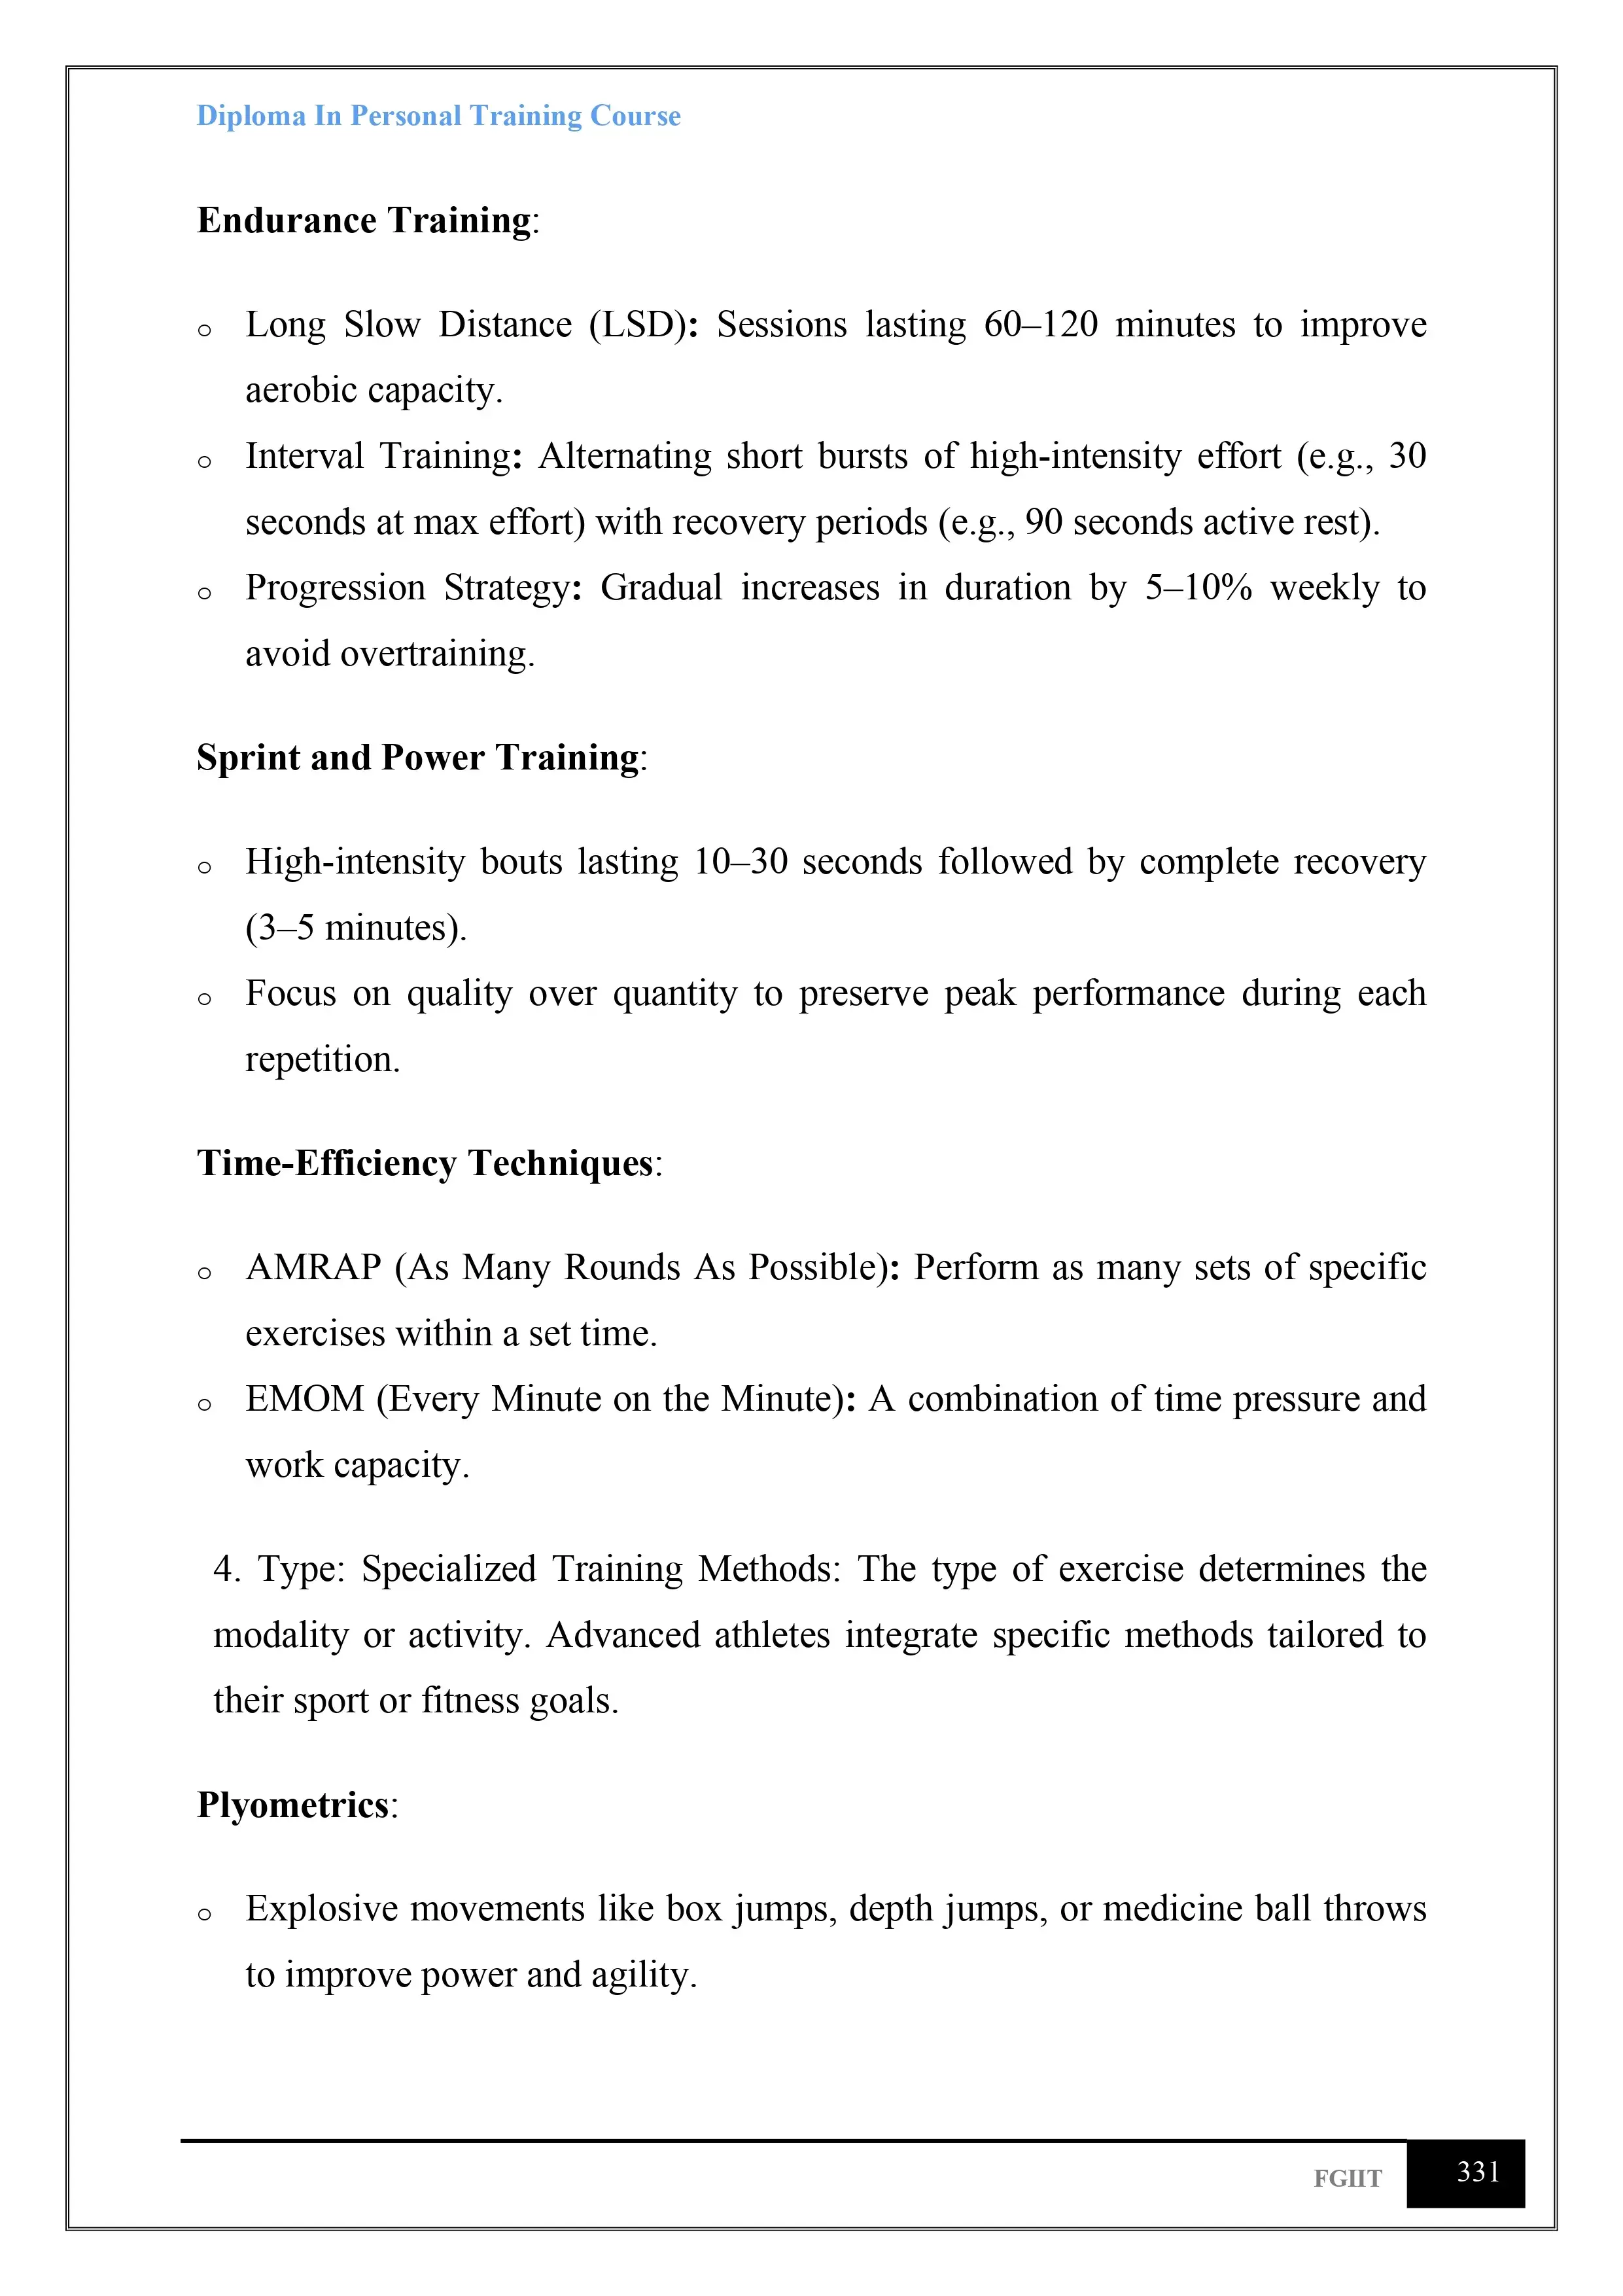 Diploma In Personal Training Course
Endurance Training:
o Long Slow Distance (LSD): Sessions lasting 60–120 minutes to improve
aerobic capacity.
o Interval Training: Alternating short bursts of high-intensity effort (e.g., 30
seconds at max effort) with recovery periods (e.g., 90 seconds active rest).
o Progression Strategy: Gradual increases in duration by 5–10% weekly to
avoid overtraining.
Sprint and Power Training:
o High-intensity bouts lasting 10–30 seconds followed by complete recovery
(3–5 minutes).
o Focus on quality over quantity to preserve peak performance during each
repetition.
Time-Efficiency Techniques:
o AMRAP (As Many Rounds As Possible): Perform as many sets of specific
exercises within a set time.
o EMOM (Every Minute on the Minute): A combination of time pressure and
work capacity.
4. Type: Specialized Training Methods: The type of exercise determines the
modality or activity. Advanced athletes integrate specific methods tailored to
their sport or fitness goals.
Plyometrics:
o Explosive movements like box jumps, depth jumps, or medicine ball throws
to improve power and agility.
FGIIT 331